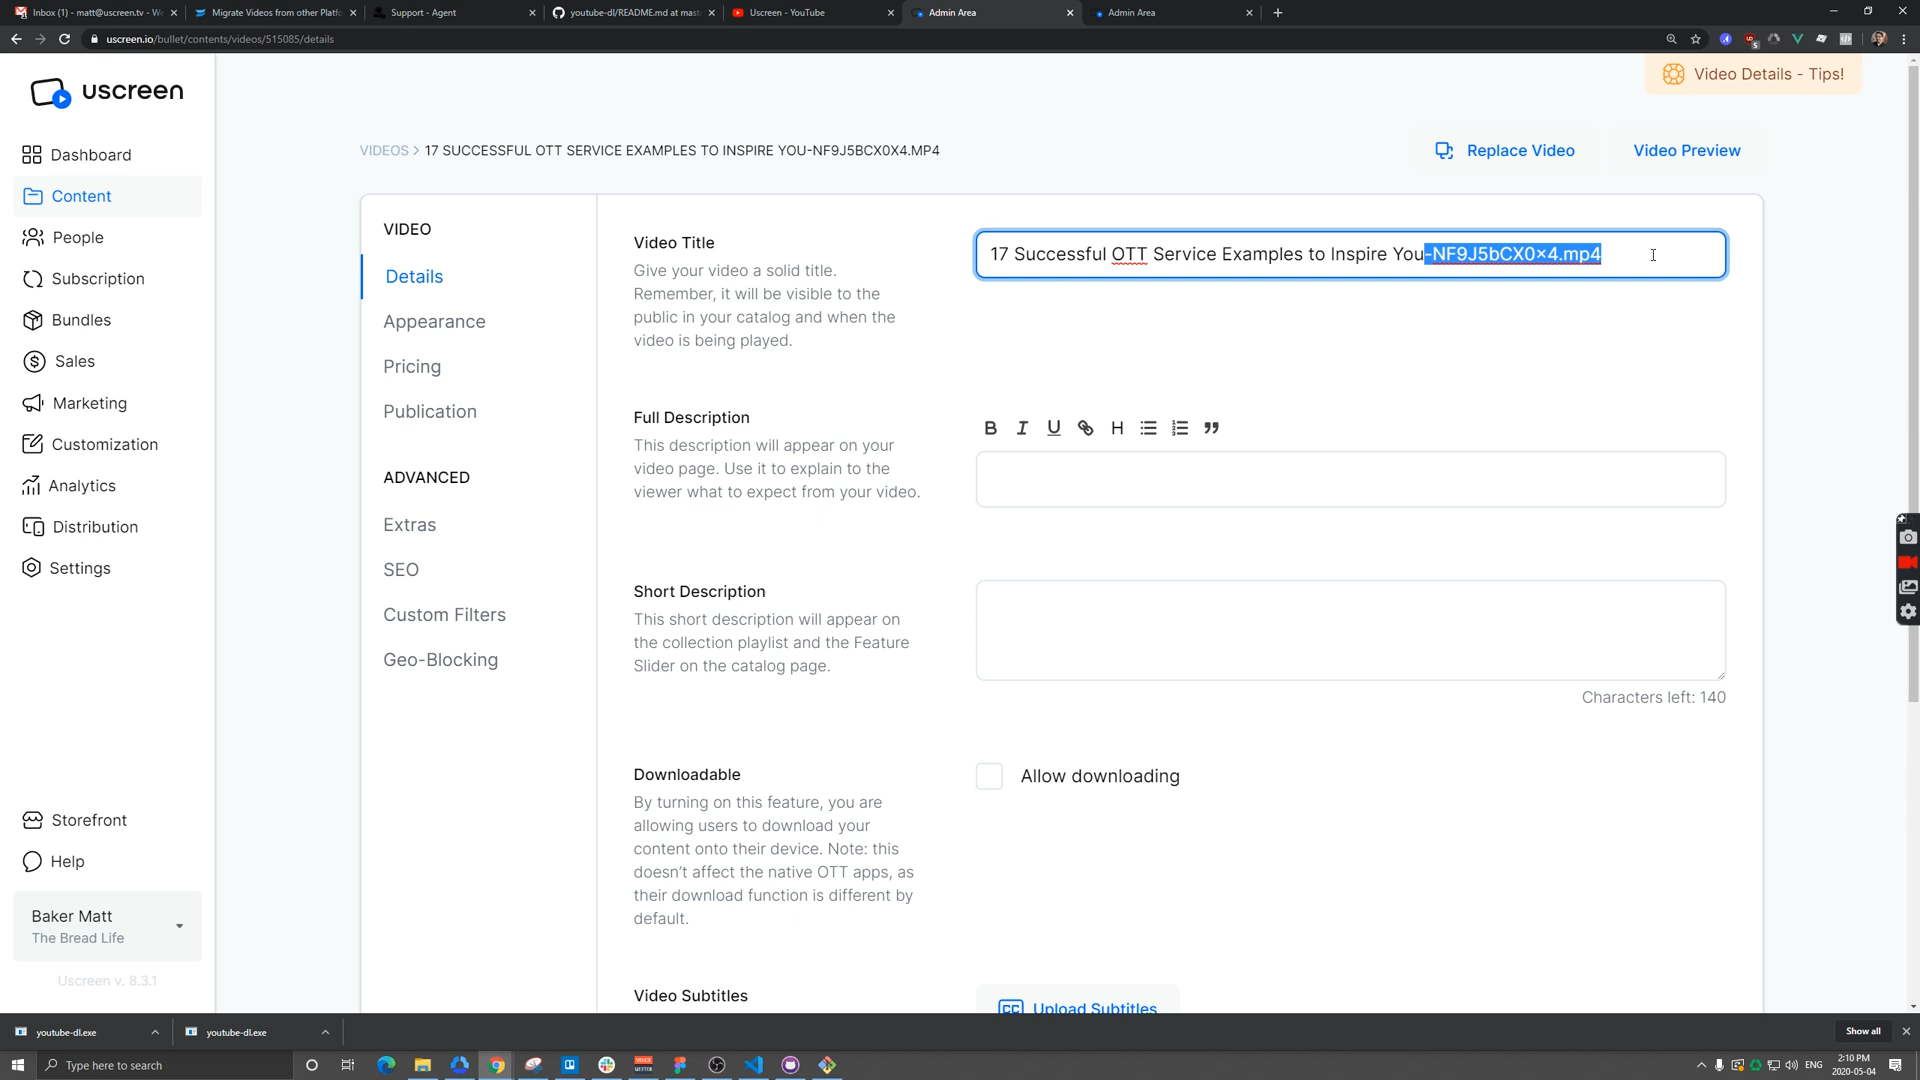 Inbox (1) - matt@uscreen.tv - W
Migrate Videos from other Platfo
Support - Agent
youtube-dl/README.md at mast
Uscreen - YouTube
Admin Area
Admin Area
uscreen.io/bullet/contents/videos/515085/details
uscreen
Video Details - Tips!
VIDEOS > 17 SUCCESSFUL OTT SERVICE EXAMPLES TO INSPIRE YOU-NF9J5BCX0X4.MP4
Replace Video
Video Preview
Dashboard
Content
People
Subscription
Bundles
Sales
Marketing
Customization
Analytics
Distribution
Settings
Storefront
Help
Baker Matt
The Bread Life
Uscreen v. 8.3.1
VIDEO
Details
Appearance
Pricing
Publication
ADVANCED
Extras
SEO
Custom Filters
Geo-Blocking
Video Title
Give your video a solid title.
Remember, it will be visible to the
public in your catalog and when the
video is being played.
17 Successful OTT Service Examples to Inspire You-NF9J5bCX0×4.mp4
Full Description
This description will appear on your
video page. Use it to explain to the
viewer what to expect from your video.
B I U H
Short Description
This short description will appear on
the collection playlist and the Feature
Slider on the catalog page.
Characters left: 140
Downloadable
By turning on this feature, you are
allowing users to download your
content onto their device. Note: this
doesn't affect the native OTT apps, as
their download function is different by
default.
Allow downloading
Video Subtitles
CC Upload Subtitles
youtube-dl.exe
youtube-dl.exe
Show all
Type here to search
ENG
2:10 PM
2020-05-04